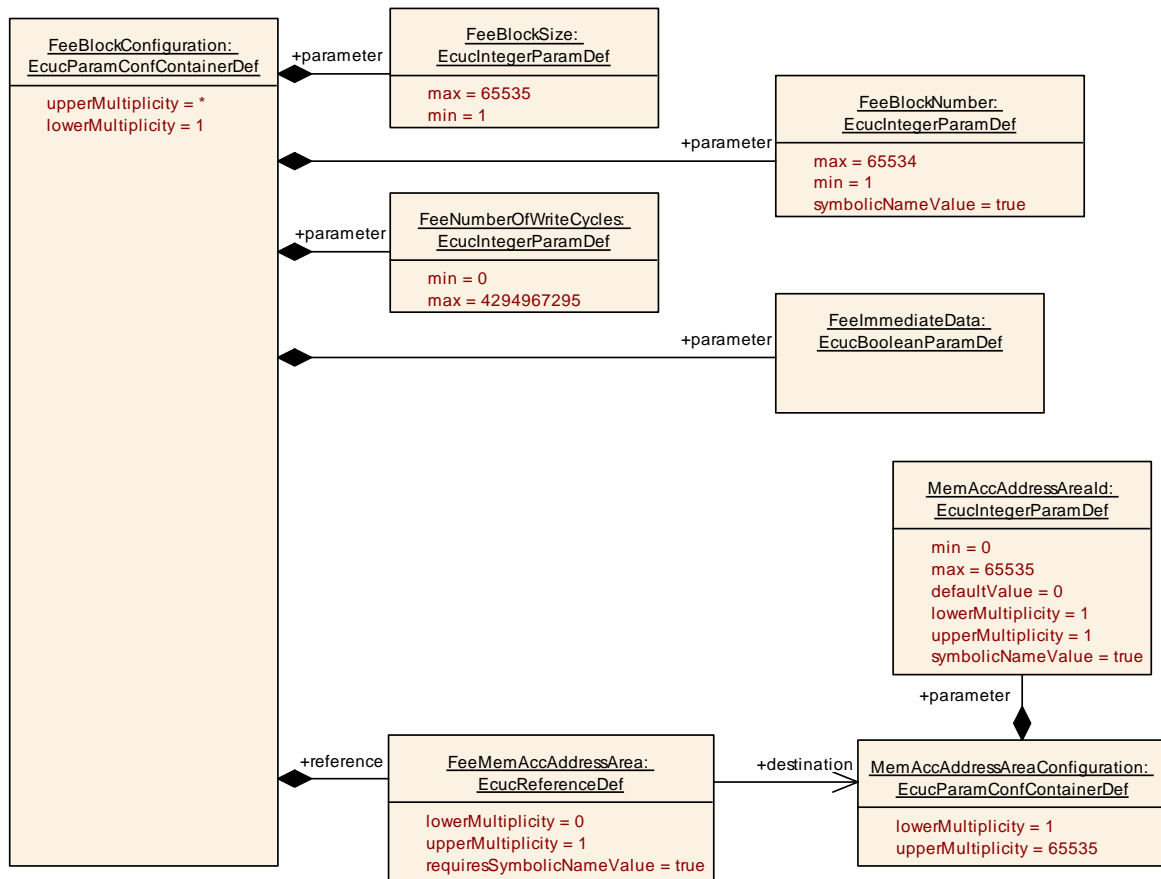 FeeBlockConfiguration:
EcucParamConfContainerDef
upperMultiplicity = *
lowerMultiplicity = 1
+parameter
FeeBlockSize:
EcucIntegerParamDef
max = 65535
min = 1
+parameter
FeeBlockNumber:
EcucIntegerParamDef
max = 65534
min = 1
symbolicNameValue = true
+parameter
FeeNumberOfWriteCycles:
EcucIntegerParamDef
min = 0
max = 4294967295
+parameter
FeeImmediateData:
EcucBooleanParamDef
MemAccAddressAreaId:
EcucIntegerParamDef
min = 0
max = 65535
defaultValue = 0
lowerMultiplicity = 1
upperMultiplicity = 1
symbolicNameValue = true
+parameter
+reference
FeeMemAccAddressArea:
EcucReferenceDef
lowerMultiplicity = 0
upperMultiplicity = 1
requiresSymbolicNameValue = true
+destination
MemAccAddressAreaConfiguration:
EcucParamConfContainerDef
lowerMultiplicity = 1
upperMultiplicity = 65535